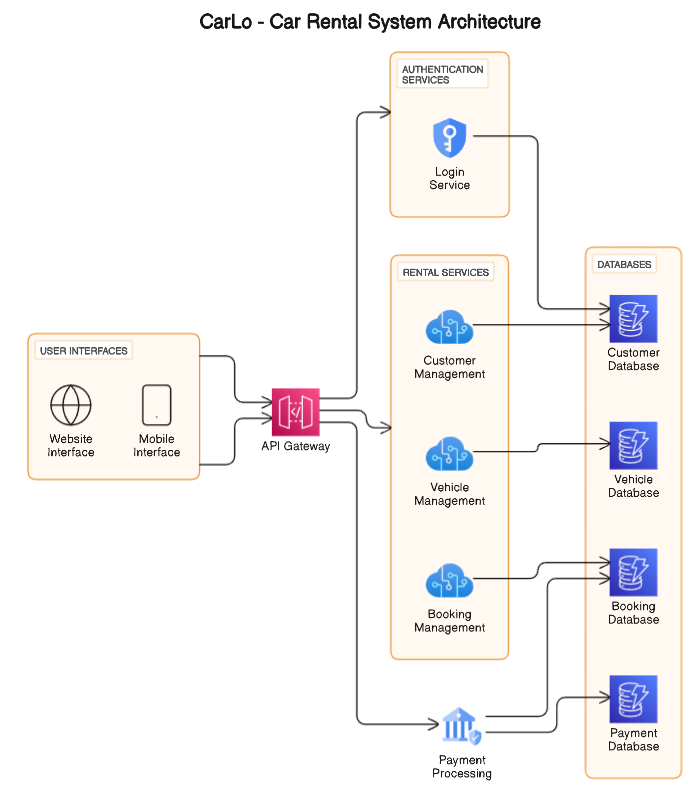 CarLo - Car Rental System Architecture
AUTHENTICATION
SERVICES
Login
Service
RENTAL SERVICES
DATABASES
Customer
Management
Customer
Database
USER INTERFACES
Website
Interface
Mobile
Interface
API Gateway
Vehicle
Management
Vehicle
Database
Booking
Management
Booking
Database
Payment
Processing
Payment
Database